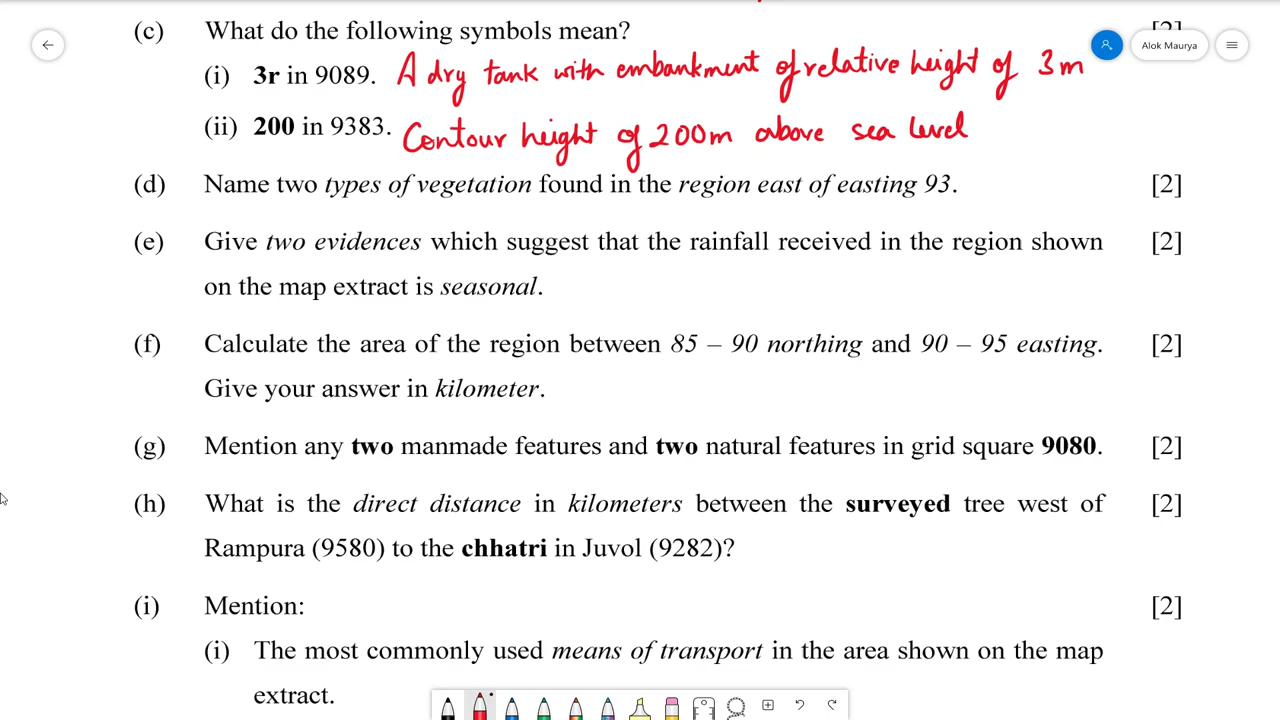 (c) What do the following symbols mean? [2]
Alok Maurya
(i) 3r in 9089. A dry tank with embankment of relative height of 3m
(ii) 200 in 9383. Contour height of 200m above sea level
(d) Name two types of vegetation found in the region east of easting 93. [2]
(e) Give two evidences which suggest that the rainfall received in the region shown [2]
on the map extract is seasonal.
(f) Calculate the area of the region between 85 – 90 northing and 90 – 95 easting. [2]
Give your answer in kilometer.
(g) Mention any two manmade features and two natural features in grid square 9080. [2]
(h) What is the direct distance in kilometers between the surveyed tree west of [2]
Rampura (9580) to the chhatri in Juvol (9282)?
(i) Mention: [2]
(i) The most commonly used means of transport in the area shown on the map
extract.